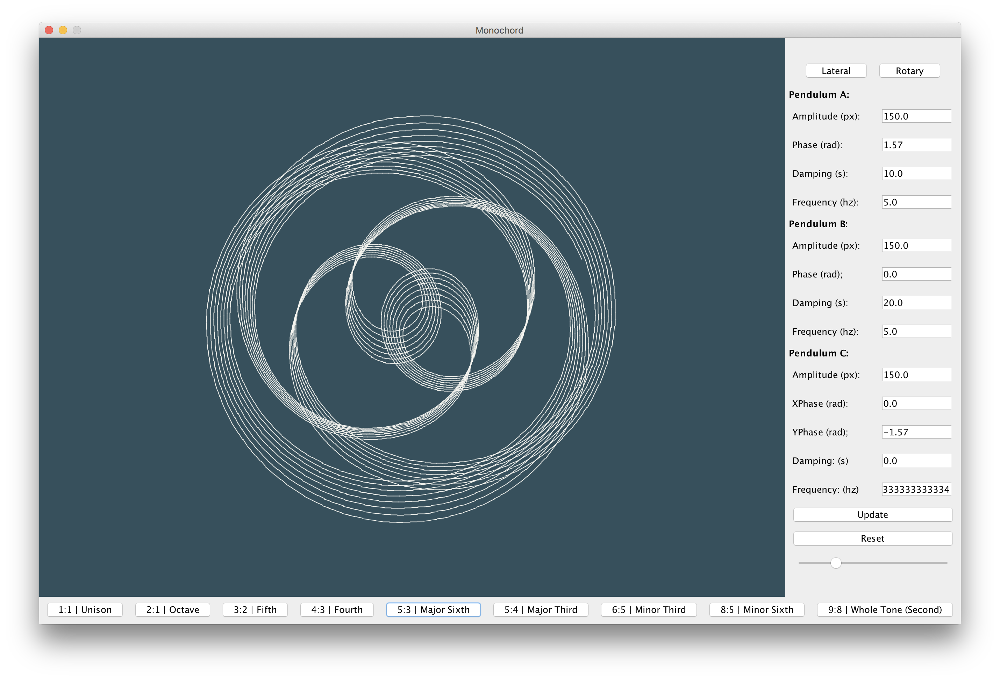 Monochord
Lateral Rotary
Pendulum A:
Amplitude (px): 150.0
Phase (rad): 1.57
Damping (s): 10.0
Frequency (hz): 5.0
Pendulum B:
Amplitude (px): 150.0
Phase (rad); 0.0
Damping (s): 20.0
Frequency (hz): 5.0
Pendulum C:
Amplitude (px): 150.0
XPhase (rad): 0.0
YPhase (rad); -1.57
Damping: (s) 0.0
Frequency: (hz) 333333333334
Update
Reset
1:1 | Unison 2:1 | Octave 3:2 | Fifth 4:3 | Fourth 5:3 | Major Sixth 5:4 | Major Third 6:5 | Minor Third 8:5 | Minor Sixth 9:8 | Whole Tone (Second)